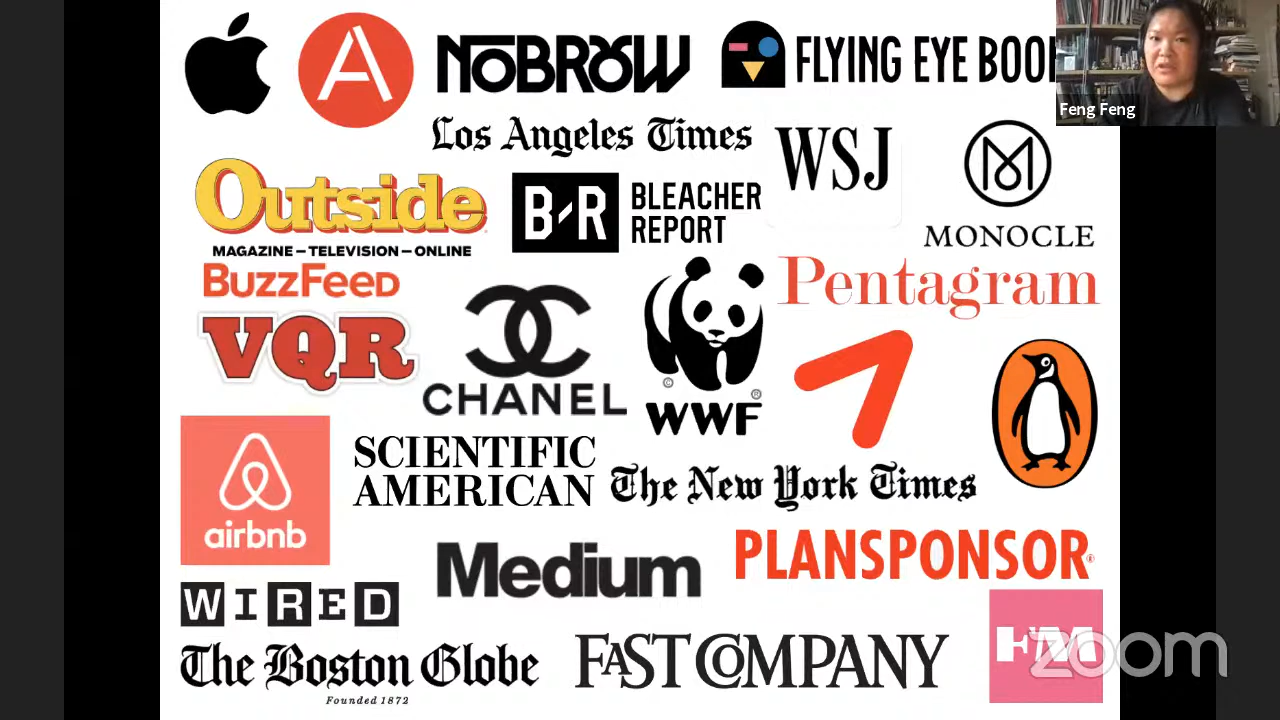 A
NOBROW
FLYING EYE BOO
Feng Feng
Los Angeles Times
WSJ
M
Outside
MAGAZINE – TELEVISION – ONLINE
B-R
BLEACHER
REPORT
MONOCLE
BUZZFEED
Pentagram
VQR
CHANEL
©
®
WWF
airbnb
SCIENTIFIC
AMERICAN
The New York Times
PLANSPONSOR®
Medium
WIRED
The Boston Globe
Founded 1872
FAST COMPANY
zoom